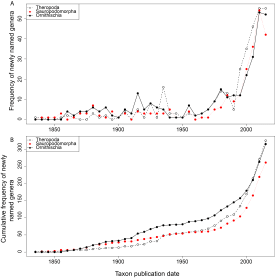 A
Frequency of newly named genera
50
40
30
20
10
0
Theropoda
Sauropodomorpha
Ornithischia
1850
1900
1950
2000
B
Cumulative frequency of newly
named genera
300
250
200
150
100
50
0
Theropoda
Sauropodomorpha
Ornithischia
1850
1900
1950
2000
Taxon publication date